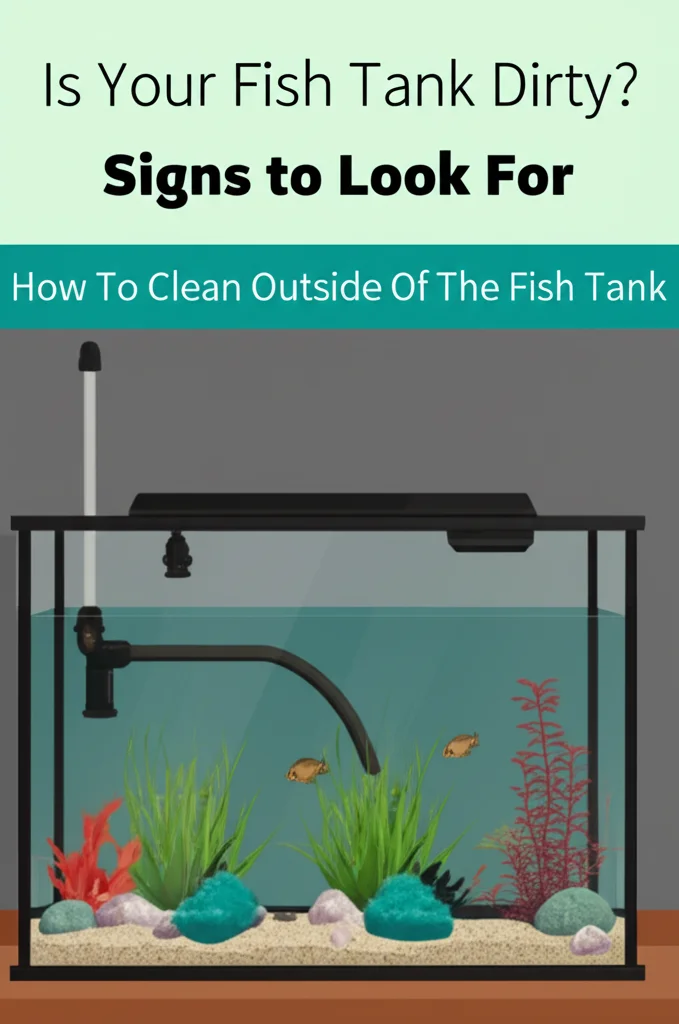 Is Your Fish Tank Dirty?
Signs to Look For
How To Clean Outside Of The Fish Tank